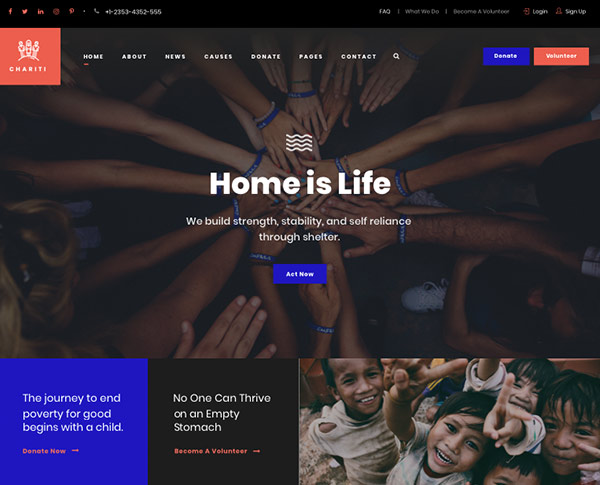 +1-2353-4352-555
FAQ | What We Do | Become A Volunteer
Login
Sign Up
CHARITI
HOME ABOUT NEWS CAUSES DONATE PAGES CONTACT
Donate
Volunteer
Home is Life
We build strength, stability, and self reliance
through shelter.
Act Now
The journey to end
poverty for good
begins with a child.
Donate Now
No One Can Thrive
on an Empty
Stomach
Become A Volunteer